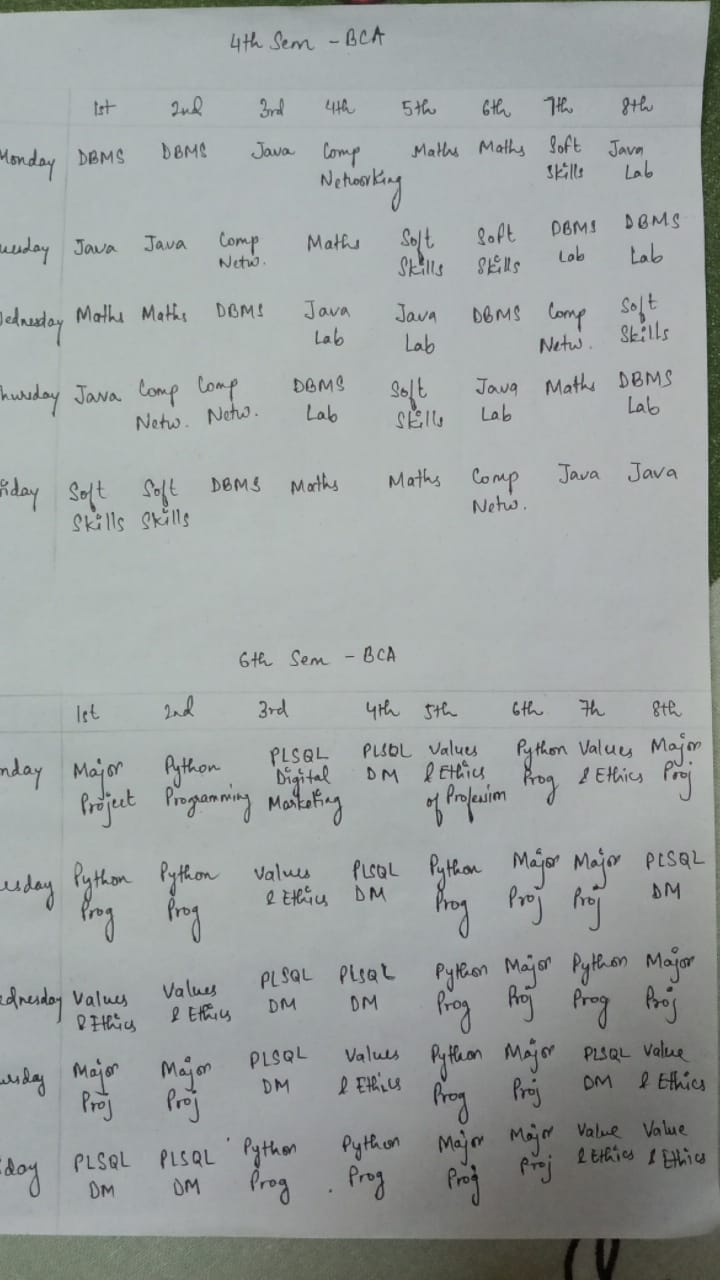 4th Sem - BCA
1st 2nd 3rd 4th 5th 6th 7th 8th
Monday DBMS DBMS Java Comp Networking Maths Maths Soft Skills Java Lab
uesday Java Java Comp Netw. Maths Soft Skills Soft Skills DBMS Lab DBMS Lab
Wednesday Maths Maths DBMS Java Lab Java Lab DBMS Comp Netw. Soft Skills
hursday Java Comp Netw. Comp Netw. DBMS Lab Soft Skills Java Lab Maths DBMS Lab
riday Soft Skills Soft Skills DBMS Maths Maths Comp Netw. Java Java
6th Sem - BCA
1st 2nd 3rd 4th 5th 6th 7h 8th
nday Major Project Python Programming PLSQL Digital Marketing PLSQL DM Values & Ethics of Profession Python Prog Values & Ethics Major Proj
esday Python Prog Python Prog Values & Ethics PLSQL DM Python Prog Major Proj Major Proj PLSQL DM
ednesday Values & Ethics Values & Ethics PLSQL DM PLSQL DM Python Prog Major Proj Python Prog Major Proj
ursday Major Proj Major Proj PLSQL DM Values & Ethics Python Prog Major Proj PLSQL DM Value & Ethics
day PLSQL DM PLSQL DM Python Prog Python Prog Major Proj Major Proj Value & Ethics Value & Ethics